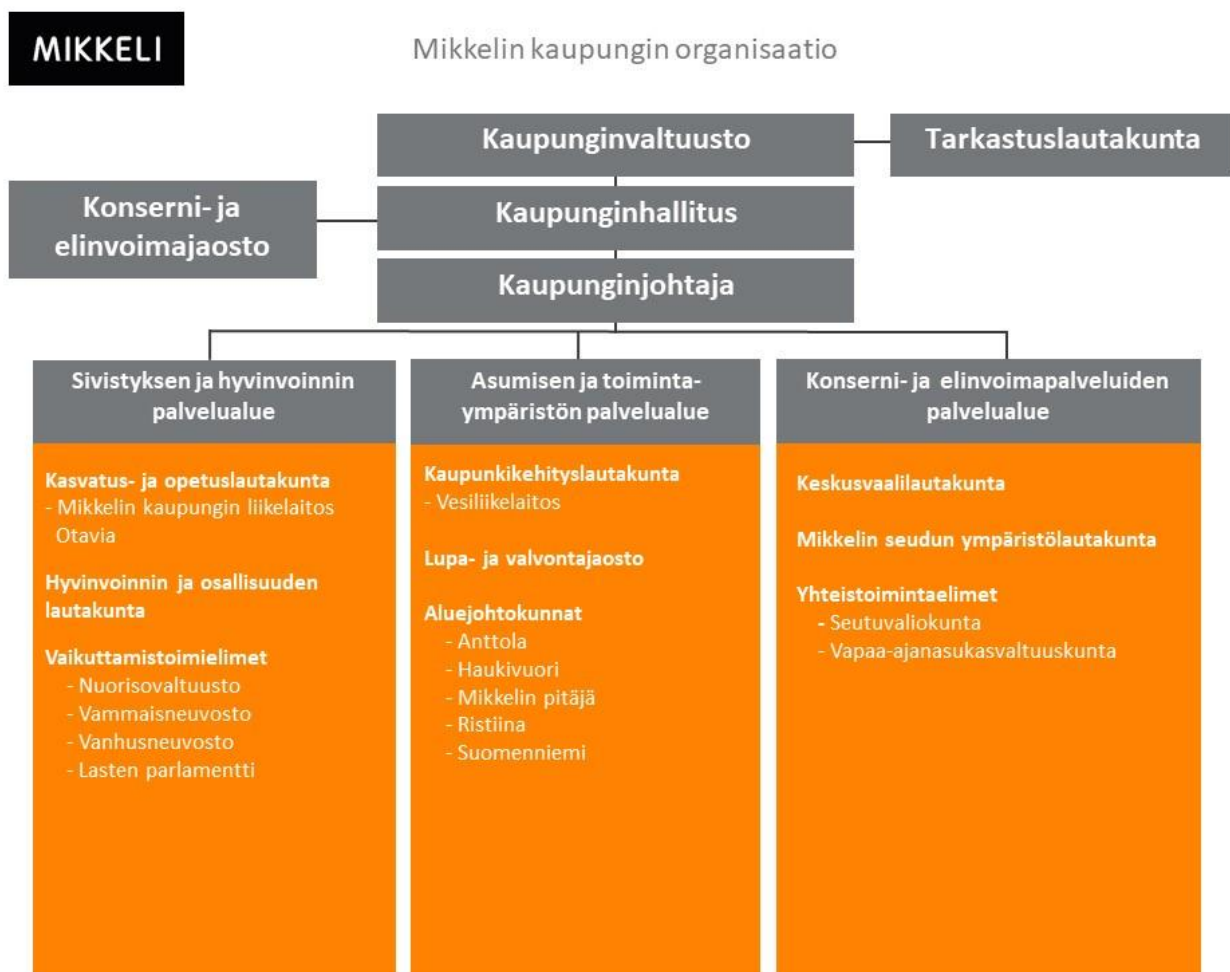 MIKKELI
Mikkelin kaupungin organisaatio
Kaupunginvaltuusto
Tarkastuslautakunta
Konserni- ja
elinvoimajaosto
Kaupunginhallitus
Kaupunginjohtaja
Sivistyksen ja hyvinvoinnin
palvelualue
Kasvatus- ja opetuslautakunta
- Mikkelin kaupungin liikelaitos
Otavia
Hyvinvoinnin ja osallisuuden
lautakunta
Vaikuttamistoimielimet
- Nuorisovaltuusto
- Vammaisneuvosto
- Vanhusneuvosto
- Lasten parlamentti
Asumisen ja toiminta-
ympäristön palvelualue
Kaupunkikehityslautakunta
- Vesiliikelaitos
Lupa- ja valvontajaosto
Aluejohtokunnat
- Anttola
- Haukivuori
- Mikkelin pitäjä
- Ristiina
- Suomenniemi
Konserni- ja elinvoimapalveluiden
palvelualue
Keskusvaalilautakunta
Mikkelin seudun ympäristölautakunta
Yhteistoimintaelimet
- Seutuvaliokunta
- Vapaa-ajanasukasvaltuuskunta